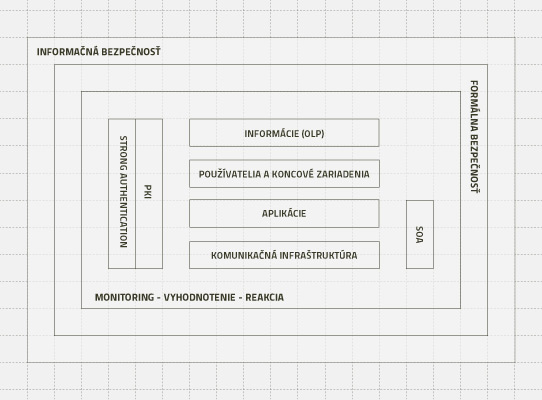 INFORMAČNÁ BEZPEČNOSŤ
FORMÁLNA BEZPEČNOSŤ
STRONG AUTHENTICATION
PKI
INFORMÁCIE (OLP)
POUŽÍVATELIA A KONCOVÉ ZARIADENIA
APLIKÁCIE
KOMUNIKAČNÁ INFRAŠTRUKTÚRA
SOA
MONITORING - VYHODNOTENIE - REAKCIA